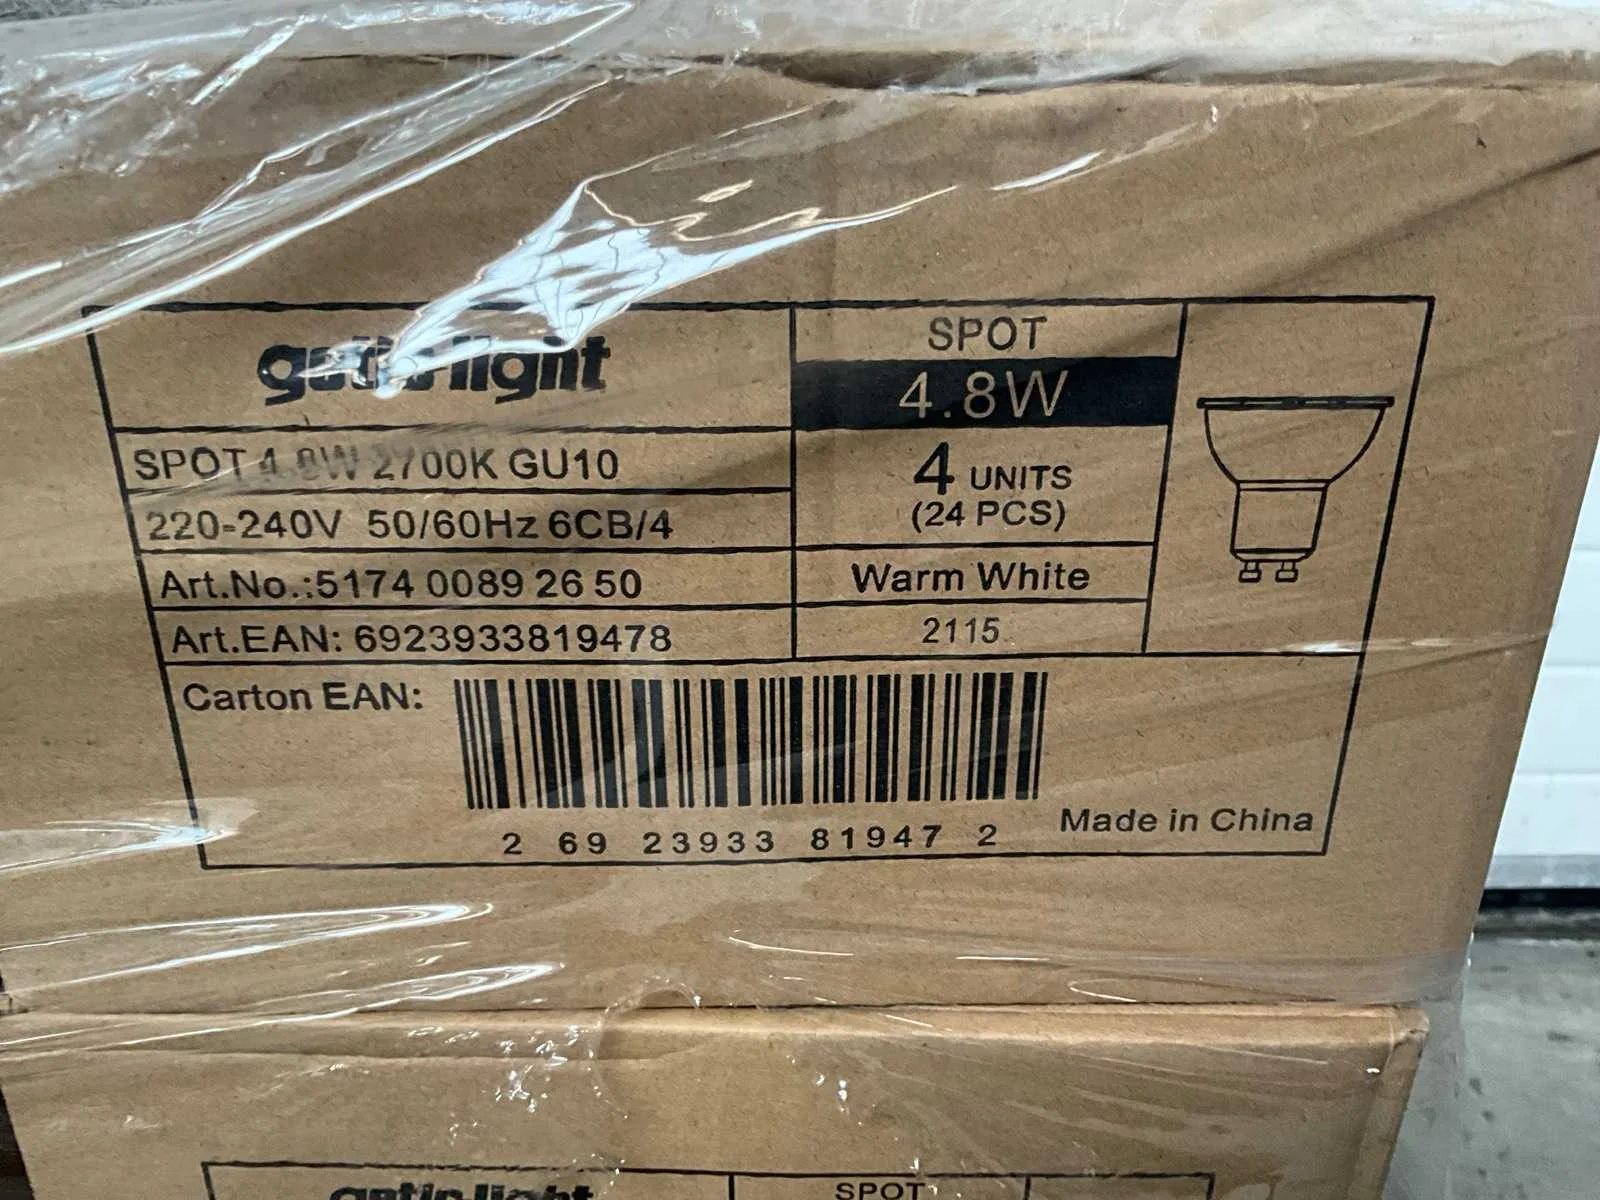 SPOT
4.8W
SPOT 4.8W 2700K GU10
4 UNITS
(24 PCS)
220-240V 50/60Hz 6CB/4
Art.No.:5174 0089 26 50
Warm White
Art.EAN: 6923933819478
2115
Carton EAN:
2 69 23933 81947 2
Made in China
SPOT